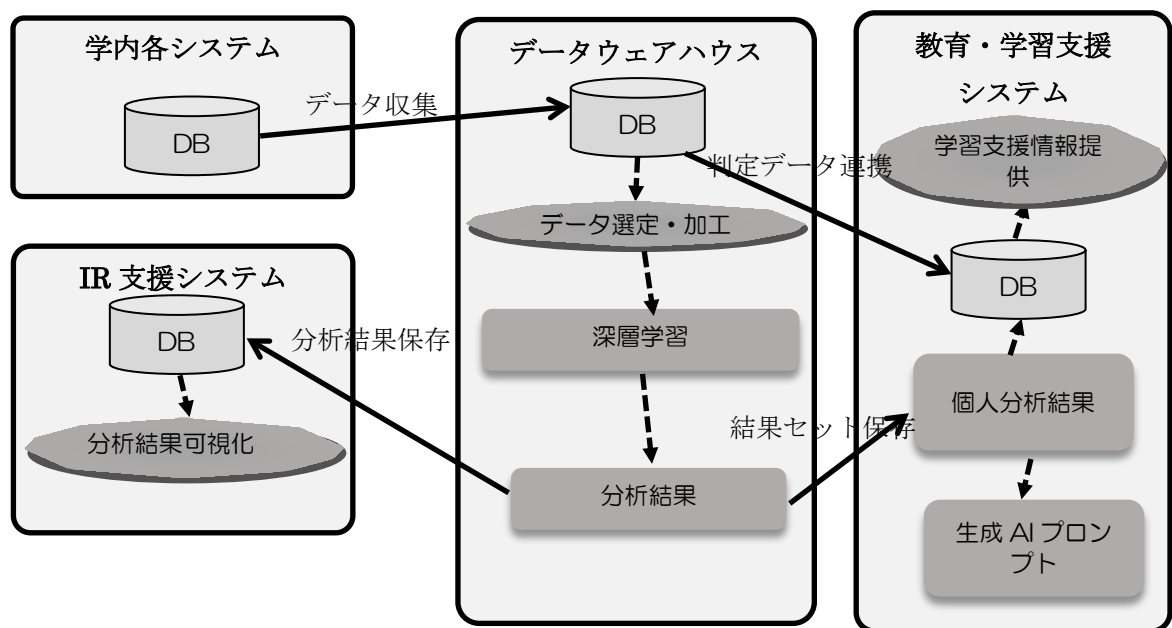 学内各システム
DB
データ収集
IR 支援システム
DB
分析結果保存
分析結果可視化
データウェアハウス
DB
データ選定・加工
深層学習
分析結果
判定データ連携
結果セット保存
教育・学習支援
システム
学習支援情報提
供
DB
個人分析結果
生成 AI プロン
プト